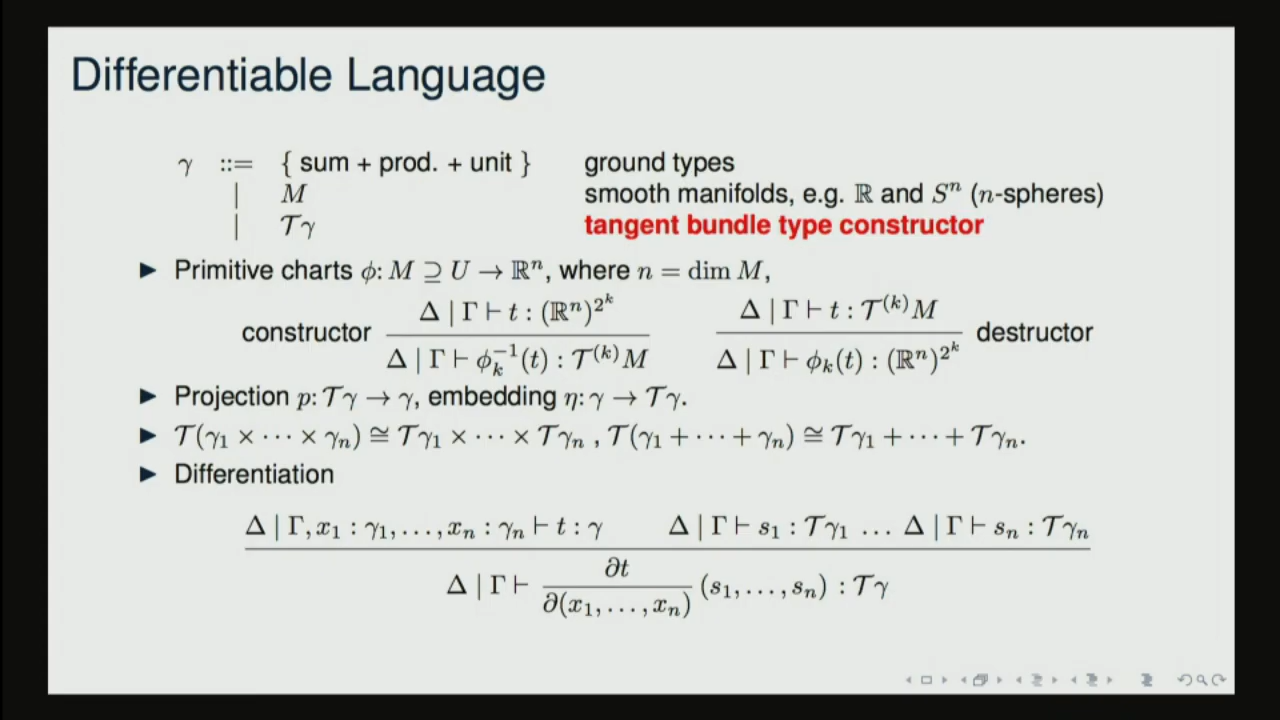 Differentiable Language
γ ::= { sum + prod. + unit } ground types
| M smooth manifolds, e.g. ℝ and Sⁿ (n-spheres)
| 𝒯γ tangent bundle type constructor
▶ Primitive charts ϕ: M ⊇ U → ℝⁿ, where n = dim M,
constructor Δ | Γ ⊢ t : (ℝⁿ)^{2^k} / Δ | Γ ⊢ ϕ_k^{-1}(t) : 𝒯^{(k)}M Δ | Γ ⊢ t : 𝒯^{(k)}M / Δ | Γ ⊢ ϕ_k(t) : (ℝⁿ)^{2^k} destructor
▶ Projection p: 𝒯γ → γ, embedding η: γ → 𝒯γ.
▶ 𝒯(γ₁ × ⋯ × γₙ) ≅ 𝒯γ₁ × ⋯ × 𝒯γₙ , 𝒯(γ₁ + ⋯ + γₙ) ≅ 𝒯γ₁ + ⋯ + 𝒯γₙ.
▶ Differentiation
Δ | Γ, x₁ : γ₁, …, xₙ : γₙ ⊢ t : γ Δ | Γ ⊢ s₁ : 𝒯γ₁ … Δ | Γ ⊢ sₙ : 𝒯γₙ
Δ | Γ ⊢ ∂t / ∂(x₁, …, xₙ) (s₁, …, sₙ) : 𝒯γ